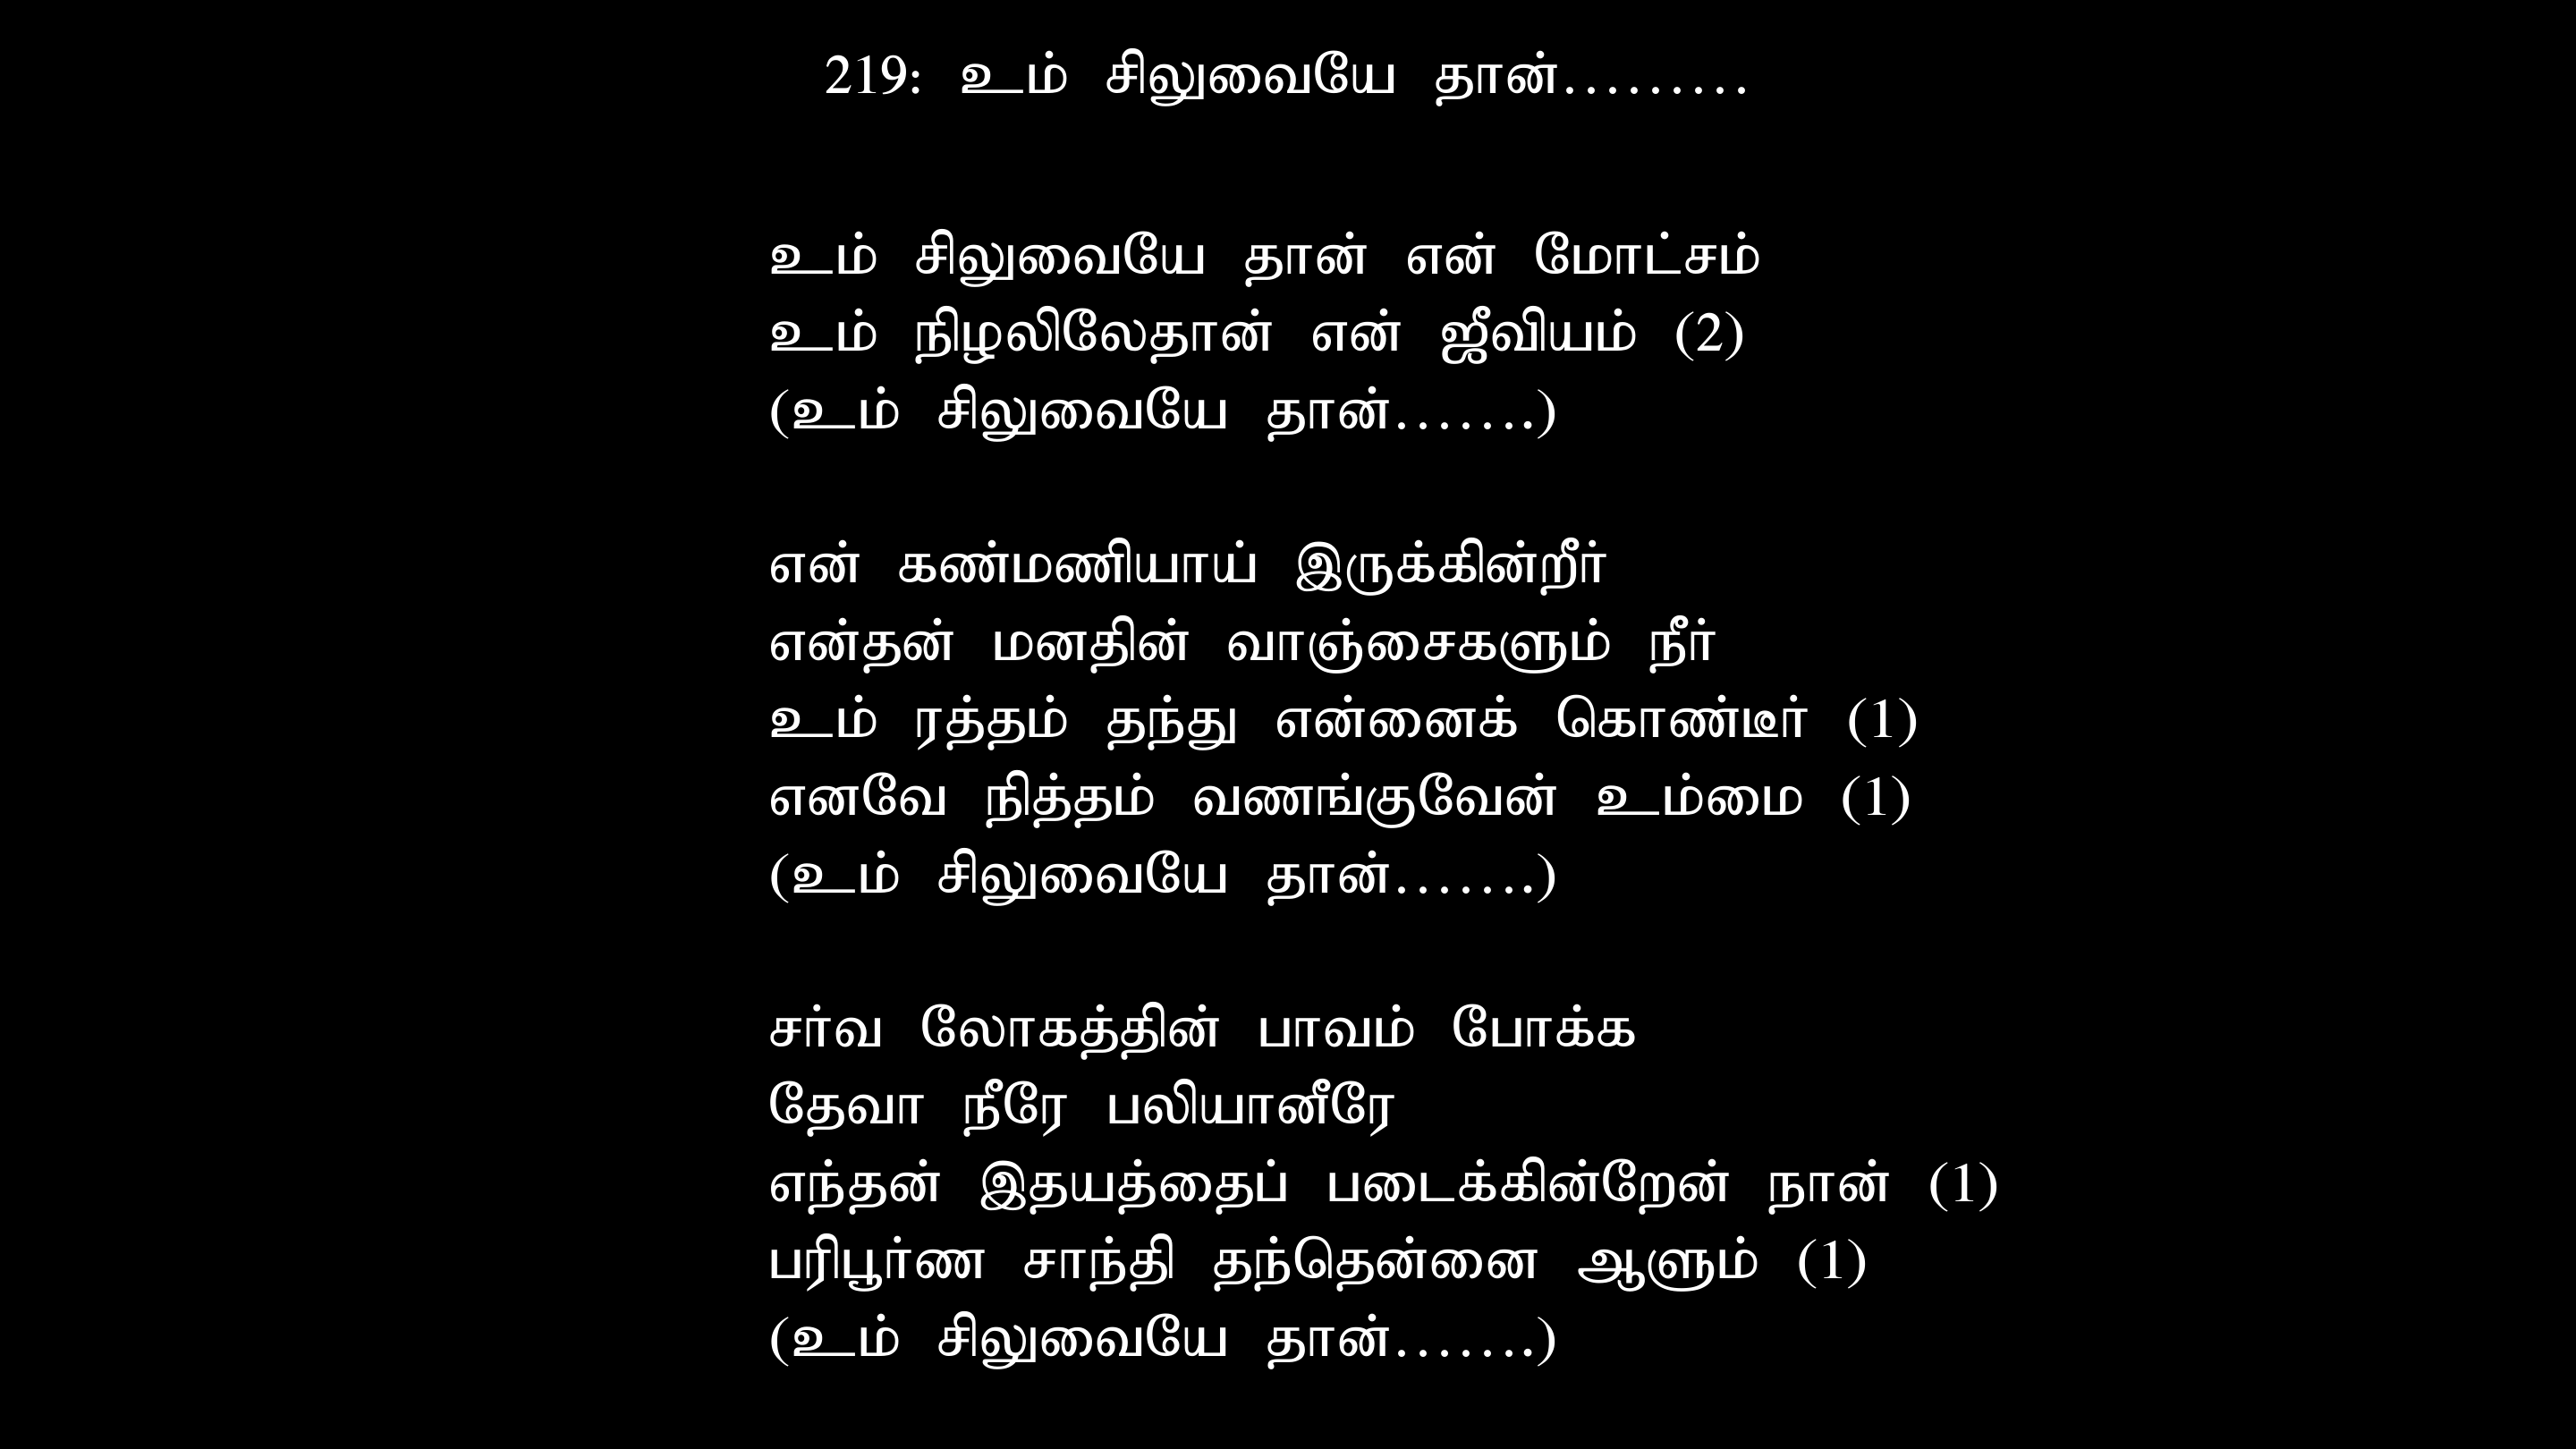 219: உம் சிலுவையே தான்………
உம் சிலுவையே தான் என் மோட்சம்
உம் நிழலிலேதான் என் ஜீவியம் (2)
(உம் சிலுவையே தான்…….)
என் கண்மணியாய் இருக்கின்றீர்
என்தன் மனதின் வாஞ்சைகளும் நீர்
உம் ரத்தம் தந்து என்னைக் கொண்டீர் (1)
எனவே நித்தம் வணங்குவேன் உம்மை (1)
(உம் சிலுவையே தான்…….)
சர்வ லோகத்தின் பாவம் போக்க
தேவா நீரே பலியானீரே
எந்தன் இதயத்தைப் படைக்கின்றேன் நான் (1)
பரிபூர்ண சாந்தி தந்தென்னை ஆளும் (1)
(உம் சிலுவையே தான்…….)